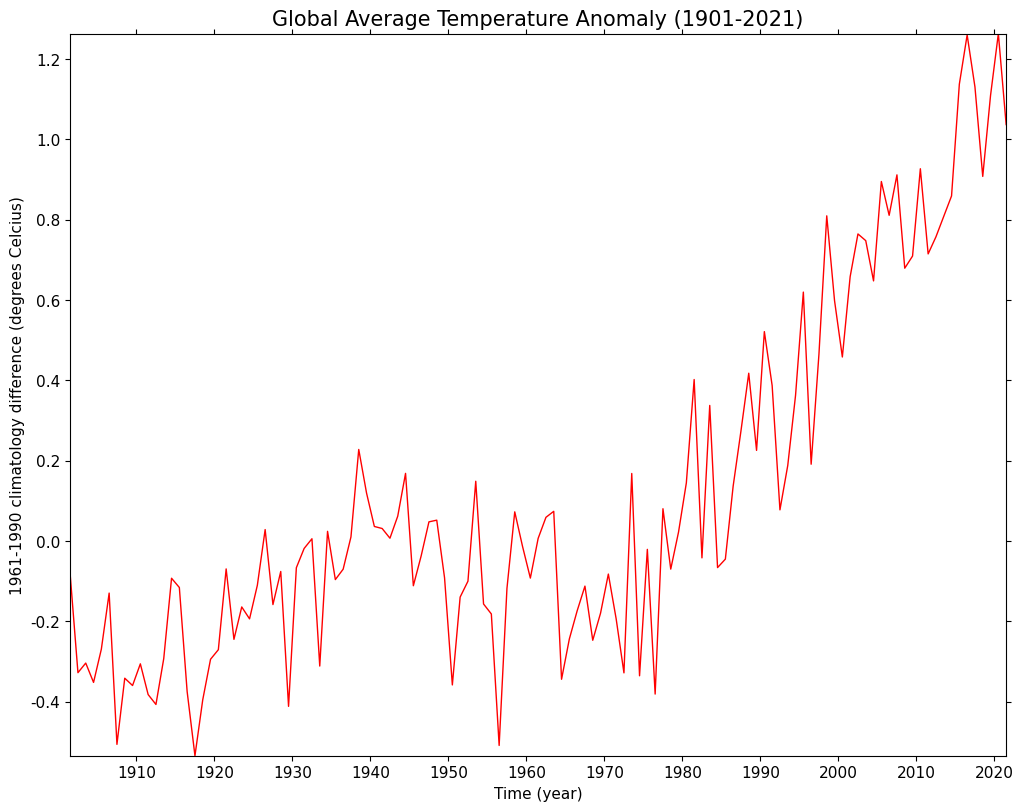 Global Average Temperature Anomaly (1901-2021)
1961-1990 climatology difference (degrees Celcius)
1.2
1.0
0.8
0.6
0.4
0.2
0.0
-0.2
-0.4
1910 1920 1930 1940 1950 1960 1970 1980 1990 2000 2010 2020
Time (year)